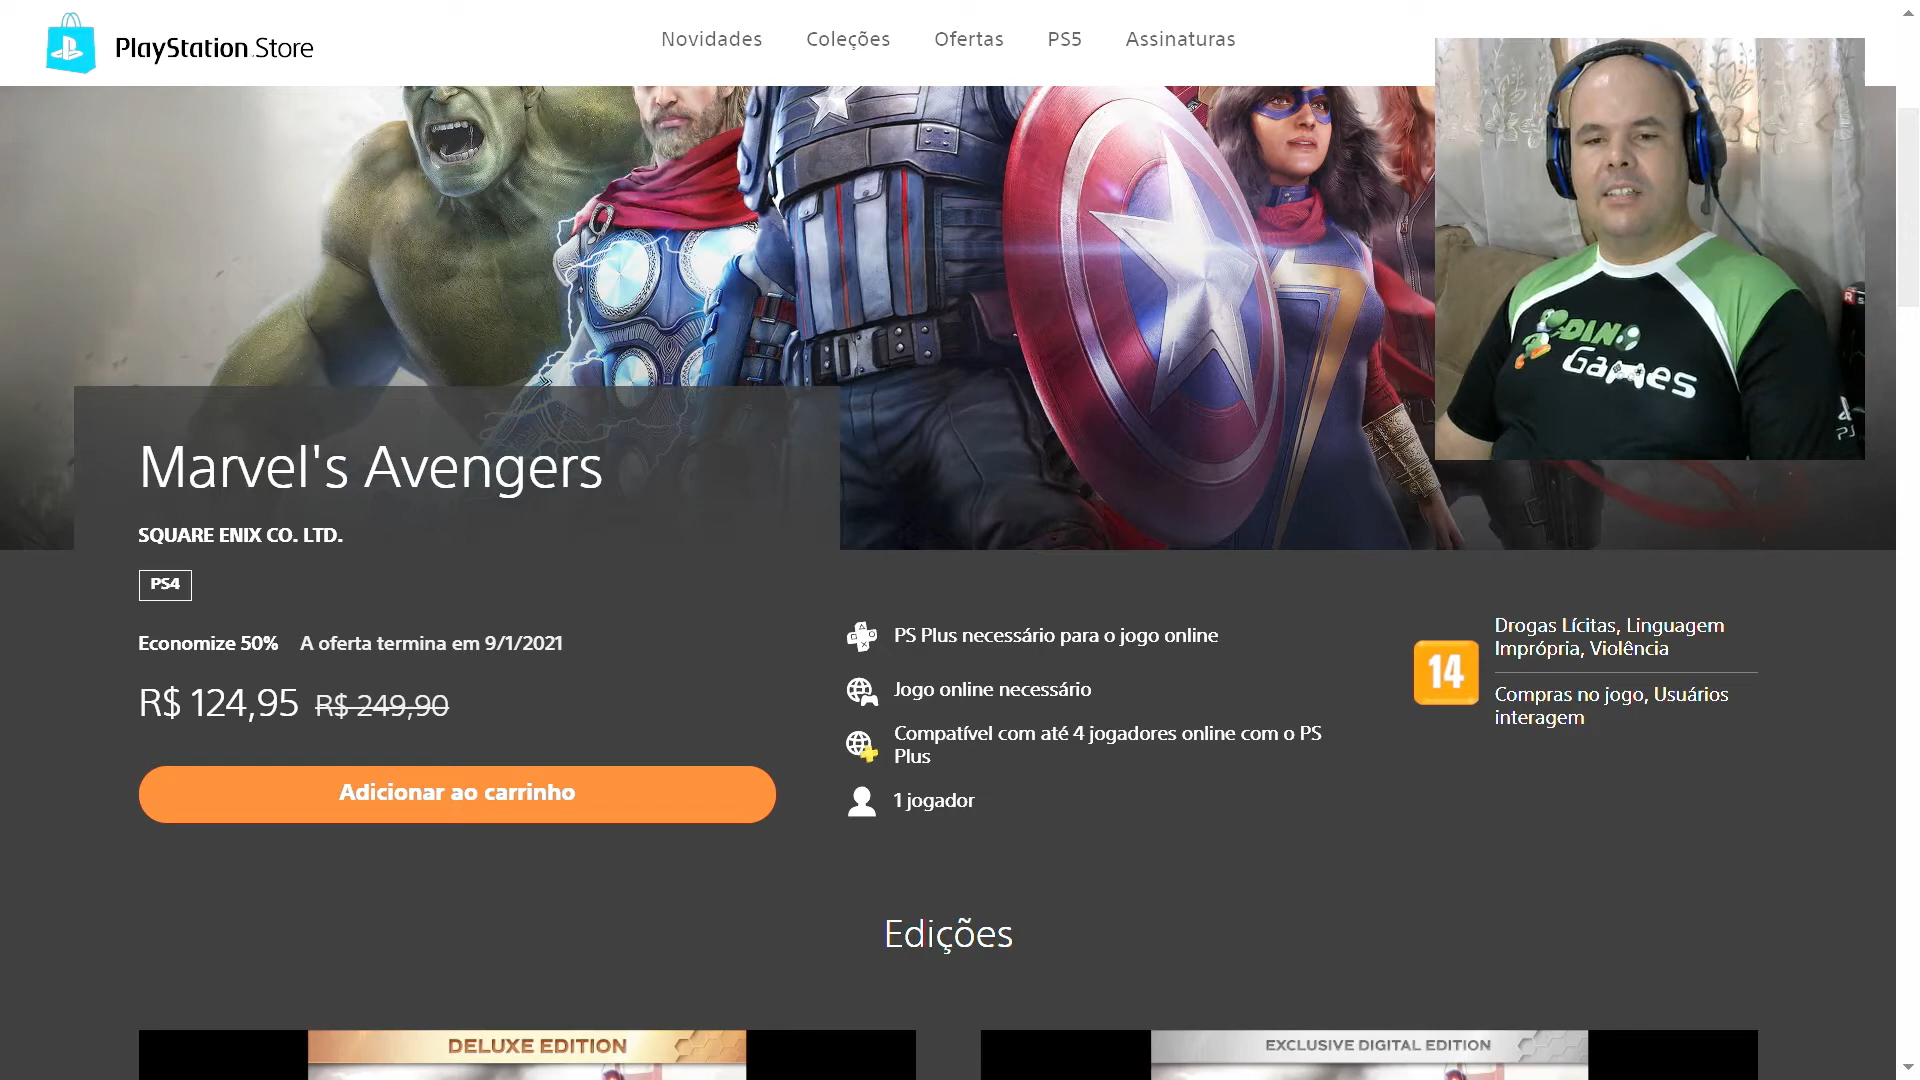 PlayStation Store
Novidades
Coleções
Ofertas
PS5
Assinaturas
DINO
Games
Marvel's Avengers
SQUARE ENIX CO. LTD.
PS4
Economize 50% A oferta termina em 9/1/2021
R$ 124,95 R$ 249,90
Adicionar ao carrinho
PS Plus necessário para o jogo online
Jogo online necessário
Compatível com até 4 jogadores online com o PS
Plus
1 jogador
14
Drogas Lícitas, Linguagem
Imprópria, Violência
Compras no jogo, Usuários
interagem
Edições
DELUXE EDITION
EXCLUSIVE DIGITAL EDITION